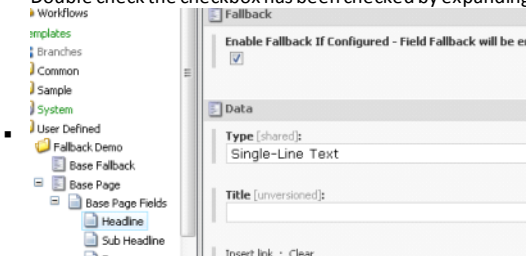 Double check the checkbox has been checked by expanding
Workflows
Branches
Common
Sample
System
User Defined
Fallback Demo
Base Fallback
Base Page
Base Page Fields
Headline
Sub Headline
Fallback
Enable Fallback If Configured - Field Fallback will be
Data
Type [shared]:
Single-Line Text
Title [unversioned]:
Insert link : Clear